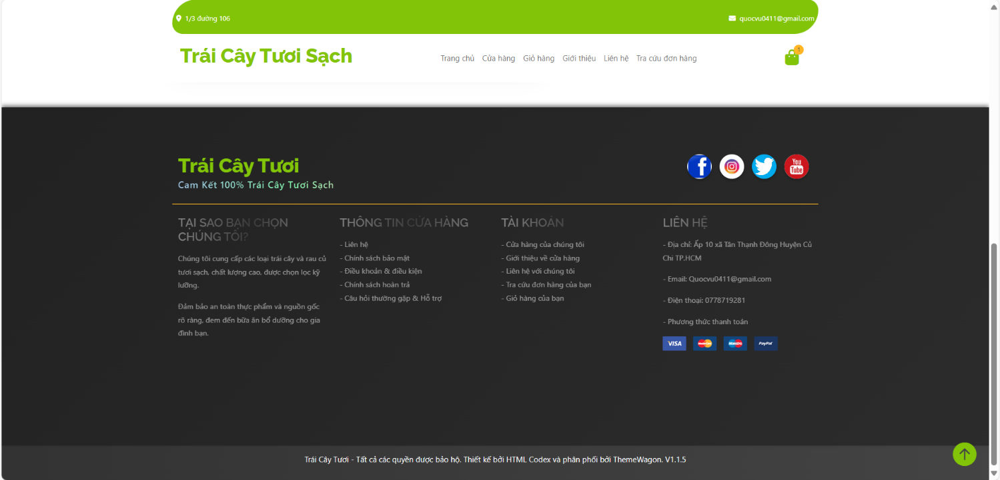 1/3 đường 106
quocvu0411@gmail.com
Trái Cây Tươi Sạch
Trang chủ Cửa hàng Giỏ hàng Giới thiệu Liên hệ Tra cứu đơn hàng
1
Trái Cây Tươi
Cam Kết 100% Trái Cây Tươi Sạch
You
Tube
TẠI SAO BẠN CHỌN
CHÚNG TÔI?
Chúng tôi cung cấp các loại trái cây và rau củ
tươi sạch, chất lượng cao, được chọn lọc kỹ
lưỡng.
Đảm bảo an toàn thực phẩm và nguồn gốc
rõ ràng, đem đến bữa ăn bổ dưỡng cho gia
đình bạn.
THÔNG TIN CỬA HÀNG
- Liên hệ
- Chính sách bảo mật
- Điều khoản & điều kiện
- Chính sách hoàn trả
- Câu hỏi thường gặp & Hỗ trợ
TÀI KHOẢN
- Cửa hàng của chúng tôi
- Giới thiệu về cửa hàng
- Liên hệ với chúng tôi
- Tra cứu đơn hàng của bạn
- Giỏ hàng của bạn
LIÊN HỆ
- Địa chỉ: Ấp 10 xã Tân Thạnh Đông Huyện Củ
Chi TP.HCM
- Email: Quocvu0411@gmail.com
- Điện thoại: 0778719281
- Phương thức thanh toán
VISA MasterCard Maestro PayPal
Trái Cây Tươi - Tất cả các quyền được bảo hộ. Thiết kế bởi HTML Codex và phân phối bởi ThemeWagon. V1.1.5